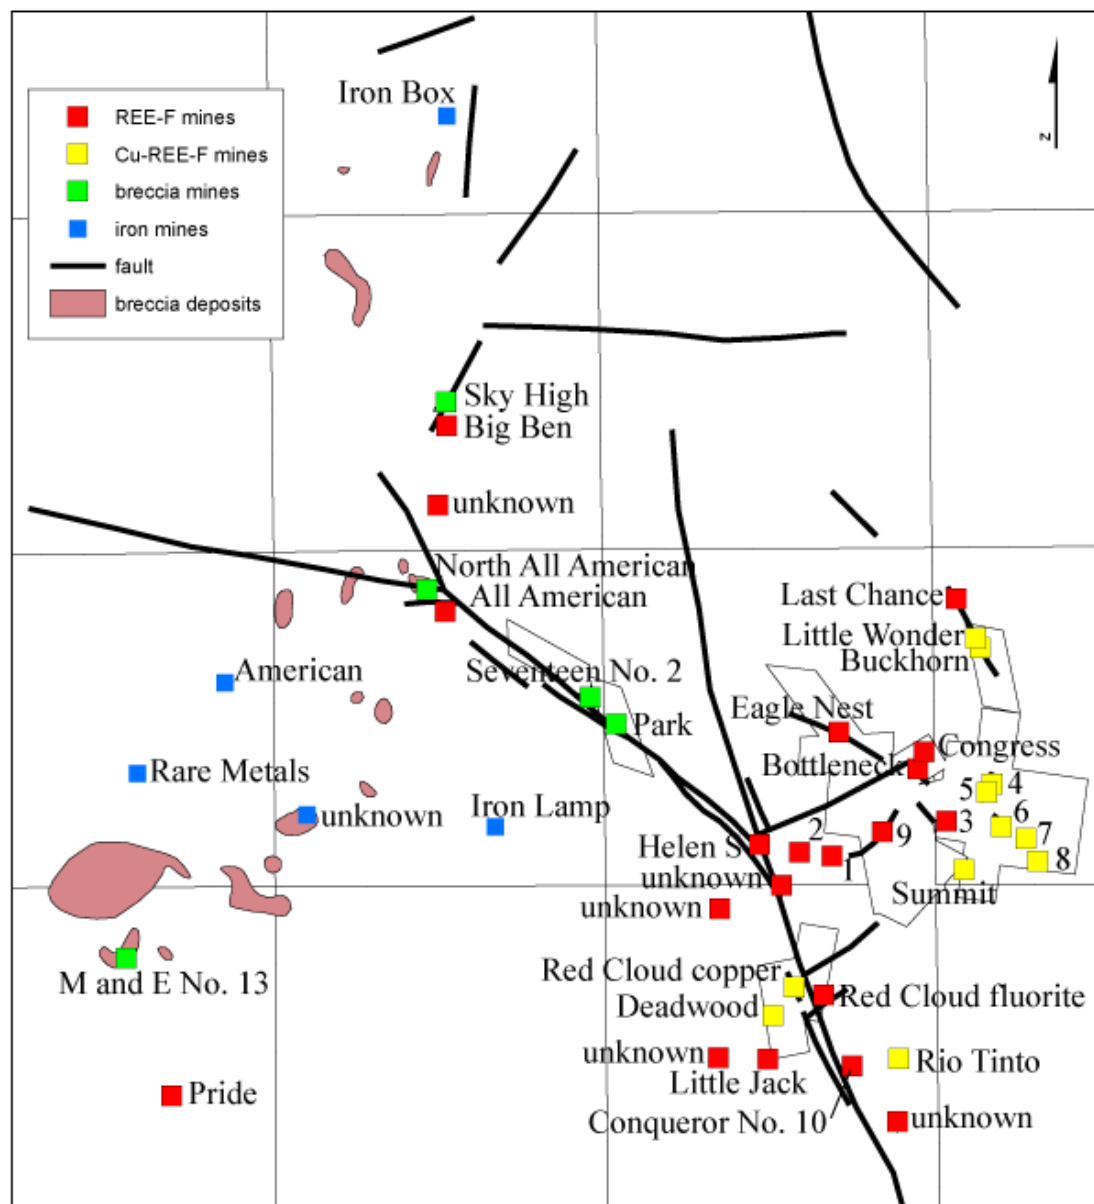 Iron Box
REE-F mines
Cu-REE-F mines
breccia mines
iron mines
fault
breccia deposits
z
Sky High
Big Ben
unknown
North All American
All American
Last Chance
Little Wonder
Buckhorn
Seventeen No. 2
American
Park
Eagle Nest
Congress
Bottleneck
Rare Metals
4
5
unknown
Iron Lamp
6
3
7
9
2
Helen S
1
8
unknown
Summit
unknown
Red Cloud copper
M and E No. 13
Red Cloud fluorite
Deadwood
unknown
Rio Tinto
Little Jack
Pride
Conqueror No. 10
unknown